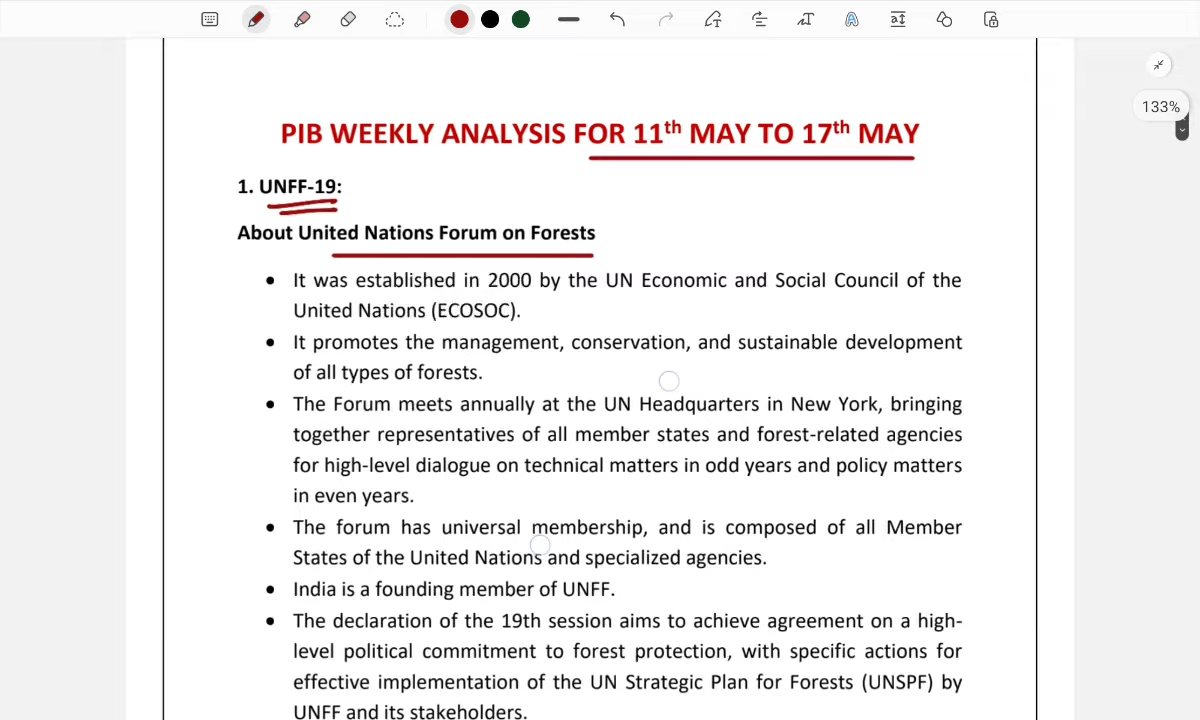 133%
PIB WEEKLY ANALYSIS FOR 11th MAY TO 17th MAY
1. UNFF-19:
About United Nations Forum on Forests
• It was established in 2000 by the UN Economic and Social Council of the
United Nations (ECOSOC).
• It promotes the management, conservation, and sustainable development
of all types of forests.
• The Forum meets annually at the UN Headquarters in New York, bringing
together representatives of all member states and forest-related agencies
for high-level dialogue on technical matters in odd years and policy matters
in even years.
• The forum has universal membership, and is composed of all Member
States of the United Nations and specialized agencies.
• India is a founding member of UNFF.
• The declaration of the 19th session aims to achieve agreement on a high-
level political commitment to forest protection, with specific actions for
effective implementation of the UN Strategic Plan for Forests (UNSPF) by
UNFF and its stakeholders.